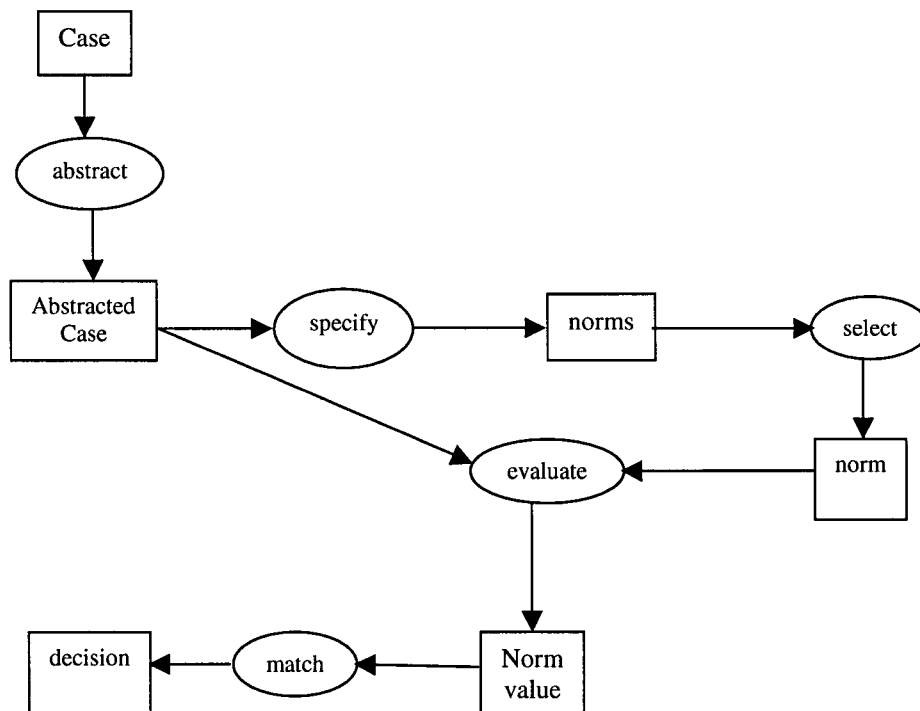 Case
abstract
Abstracted
Case
specify
norms
select
evaluate
norm
decision
match
Norm
value